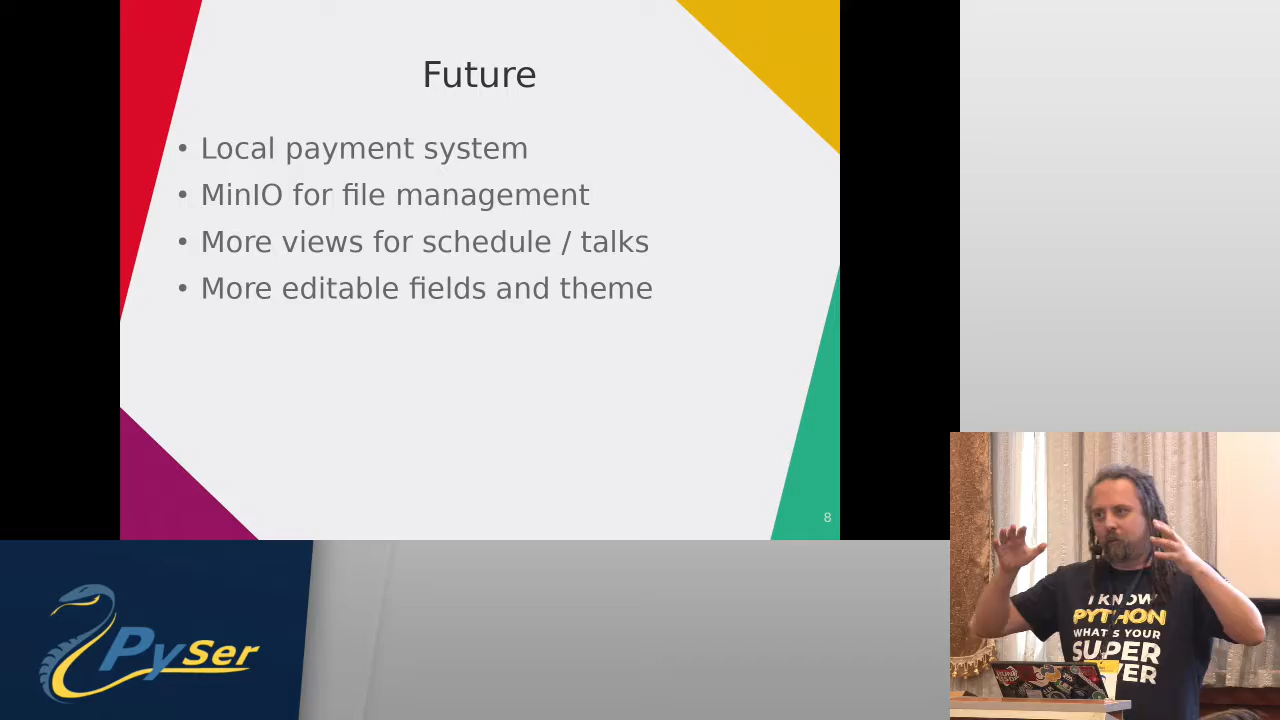 Future
• Local payment system
• MinIO for file management
• More views for schedule / talks
• More editable fields and theme
8
PySer
I KNOW
PYTHON
WHAT'S YOUR
SUPER